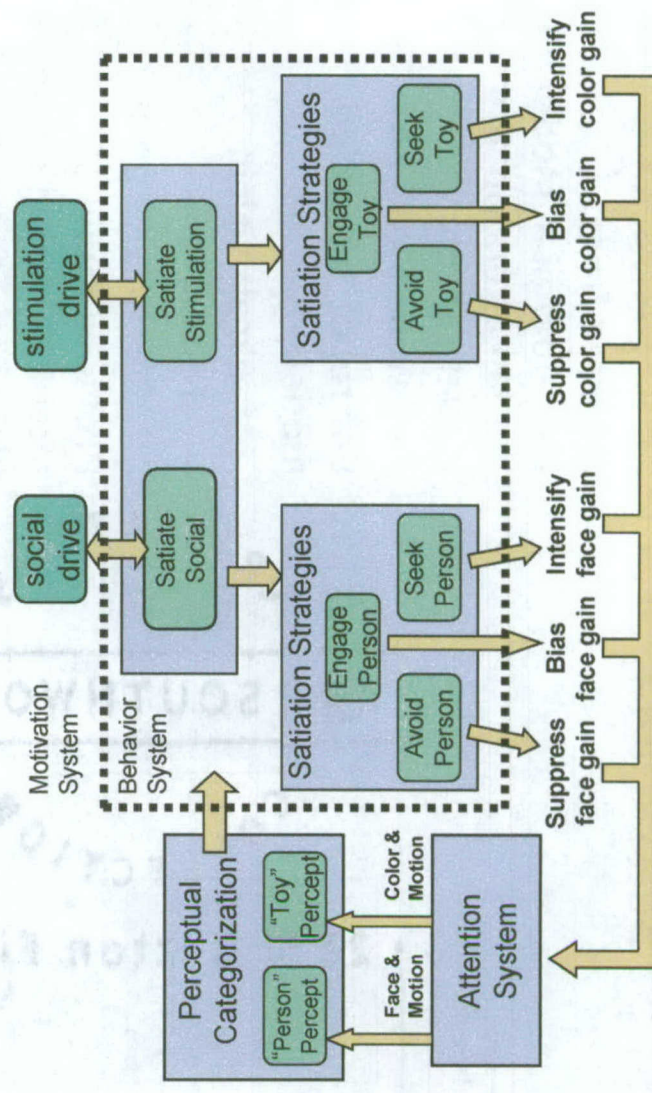 Motivation
System
social
drive
stimulation
drive
Behavior
System
Satiate
Social
Satiate
Stimulation
Perceptual
Categorization
“Person”
Percept
“Toy”
Percept
Satiation Strategies
Engage
Person
Avoid
Person
Seek
Person
Satiation Strategies
Engage
Toy
Avoid
Toy
Seek
Toy
Face &
Motion
Color &
Motion
Attention
System
Suppress
face gain
Bias
face gain
Intensify
face gain
Suppress
color gain
Bias
color gain
Intensify
color gain